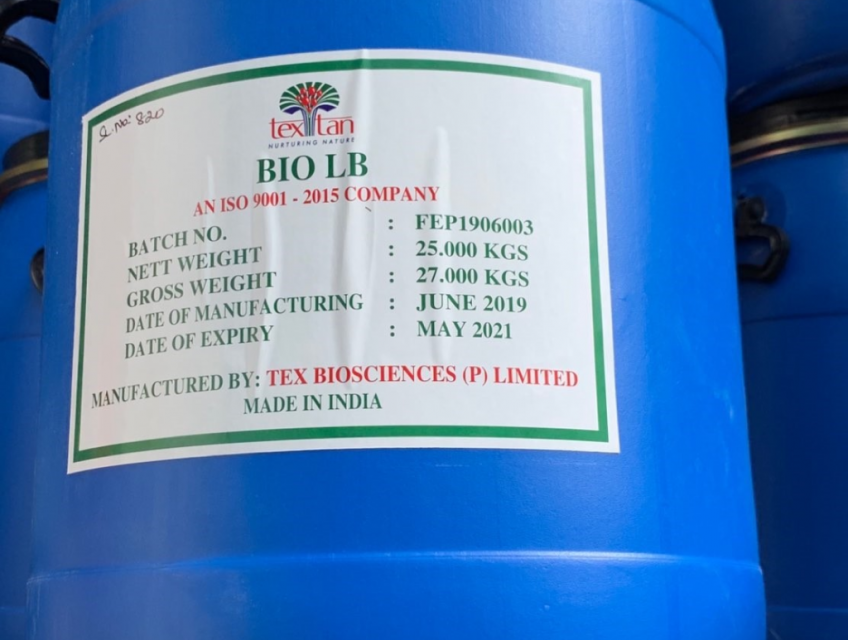 Sl. No: 820
tex tan
NURTURING NATURE
BIO LB
AN ISO 9001 - 2015 COMPANY
BATCH NO. : FEP1906003
NETT WEIGHT : 25.000 KGS
GROSS WEIGHT : 27.000 KGS
DATE OF MANUFACTURING : JUNE 2019
DATE OF EXPIRY : MAY 2021
MANUFACTURED BY: TEX BIOSCIENCES (P) LIMITED
MADE IN INDIA